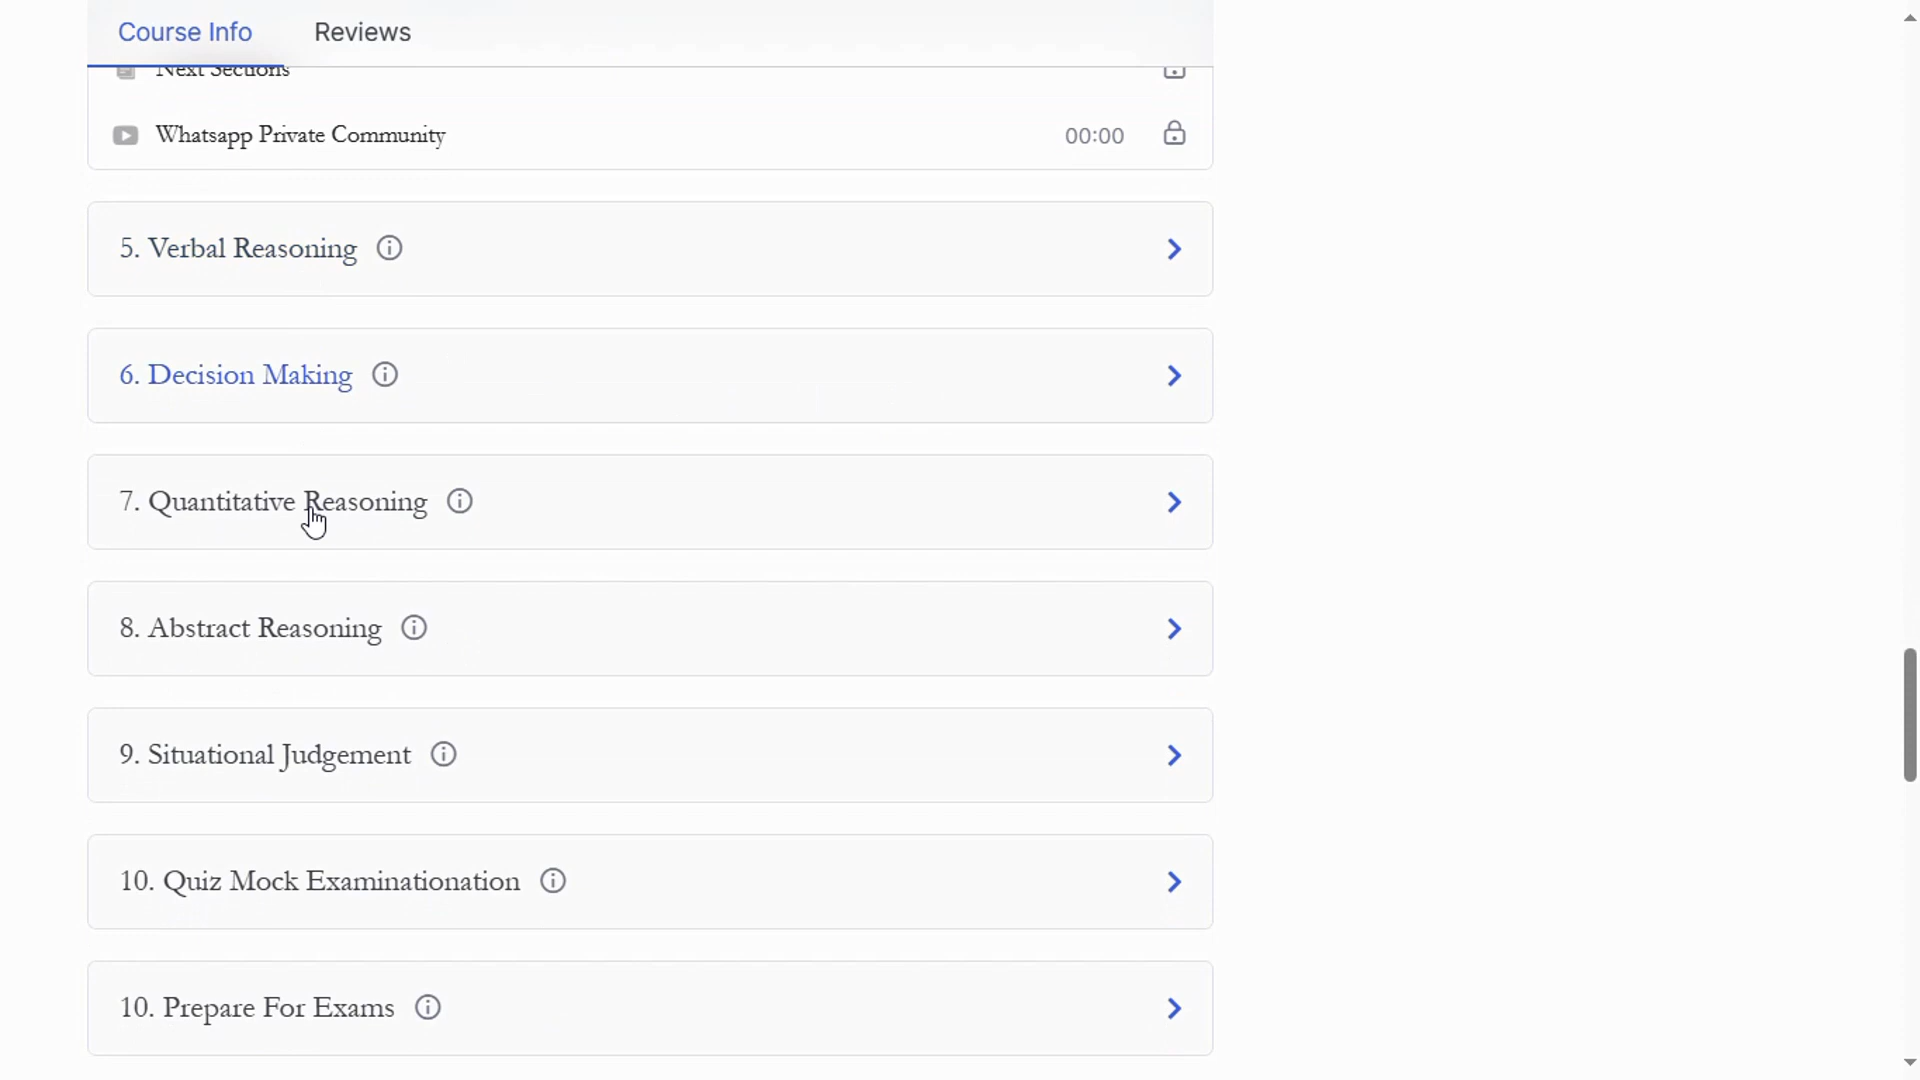 Course Info
Reviews
Next Sections
Whatsapp Private Community
00:00
5. Verbal Reasoning
6. Decision Making
7. Quantitative Reasoning
8. Abstract Reasoning
9. Situational Judgement
10. Quiz Mock Examinationation
10. Prepare For Exams